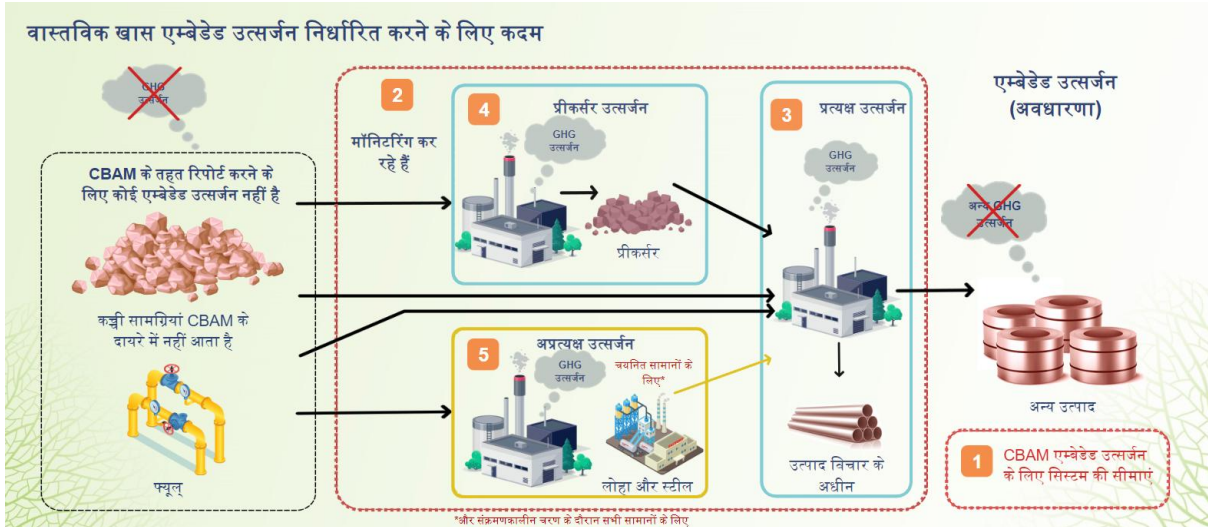 वास्तविक खास एम्बेडेड उत्सर्जन निर्धारित करने के लिए कदम
GHG
उत्सर्जन
CBAM के तहत रिपोर्ट करने के
लिए कोई एम्बेडेड उत्सर्जन नहीं है
कच्ची सामग्रियां CBAM के
दायरे में नहीं आता है
फ्यूल्
2
मॉनिटरिंग कर
रहे हैं
4
प्रीकर्सर उत्सर्जन
GHG
उत्सर्जन
प्रीकर्सर
5
अप्रत्यक्ष उत्सर्जन
GHG
उत्सर्जन
चयनित सामानों के
लिए*
लोहा और स्टील
3
प्रत्यक्ष उत्सर्जन
GHG
उत्सर्जन
उत्पाद विचार के
अधीन
एम्बेडेड उत्सर्जन
(अवधारणा)
अन्य GHG
उत्सर्जन
अन्य उत्पाद
1
CBAM एम्बेडेड उत्सर्जन
के लिए सिस्टम की सीमाएं
*और संक्रमणकालीन चरण के दौरान सभी सामानों के लिए